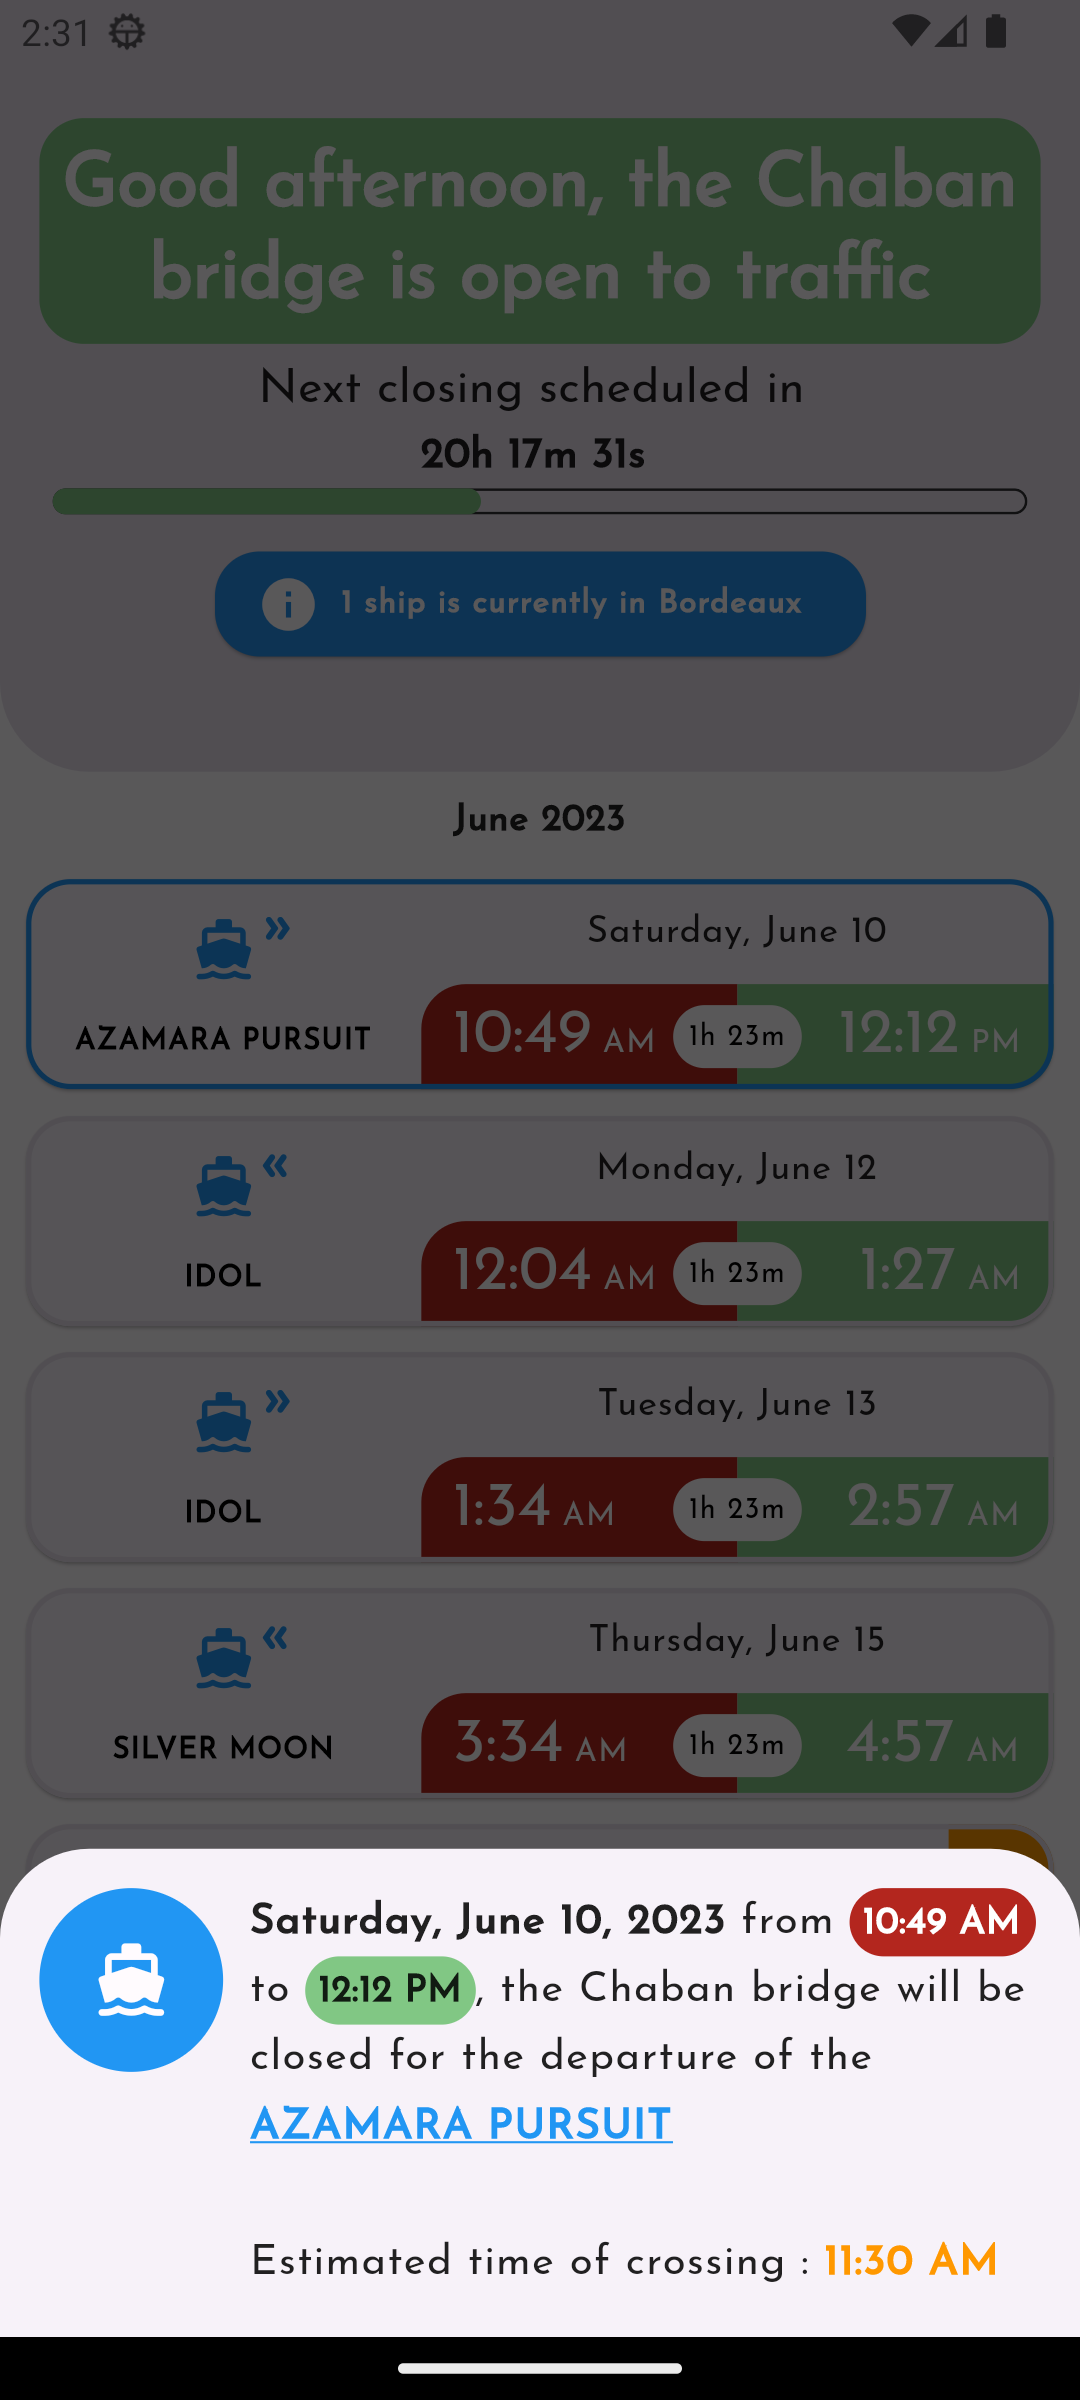 2:31
Good afternoon, the Chaban
bridge is open to traffic
Next closing scheduled in
20h 17m 31s
1 ship is currently in Bordeaux
June 2023
Saturday, June 10
AZAMARA PURSUIT
10:49 AM 1h 23m 12:12 PM
Monday, June 12
IDOL
12:04 AM 1h 23m 1:27 AM
Tuesday, June 13
IDOL
1:34 AM 1h 23m 2:57 AM
Thursday, June 15
SILVER MOON
3:34 AM 1h 23m 4:57 AM
Saturday, June 10, 2023 from 10:49 AM
to 12:12 PM, the Chaban bridge will be
closed for the departure of the
AZAMARA PURSUIT
Estimated time of crossing : 11:30 AM